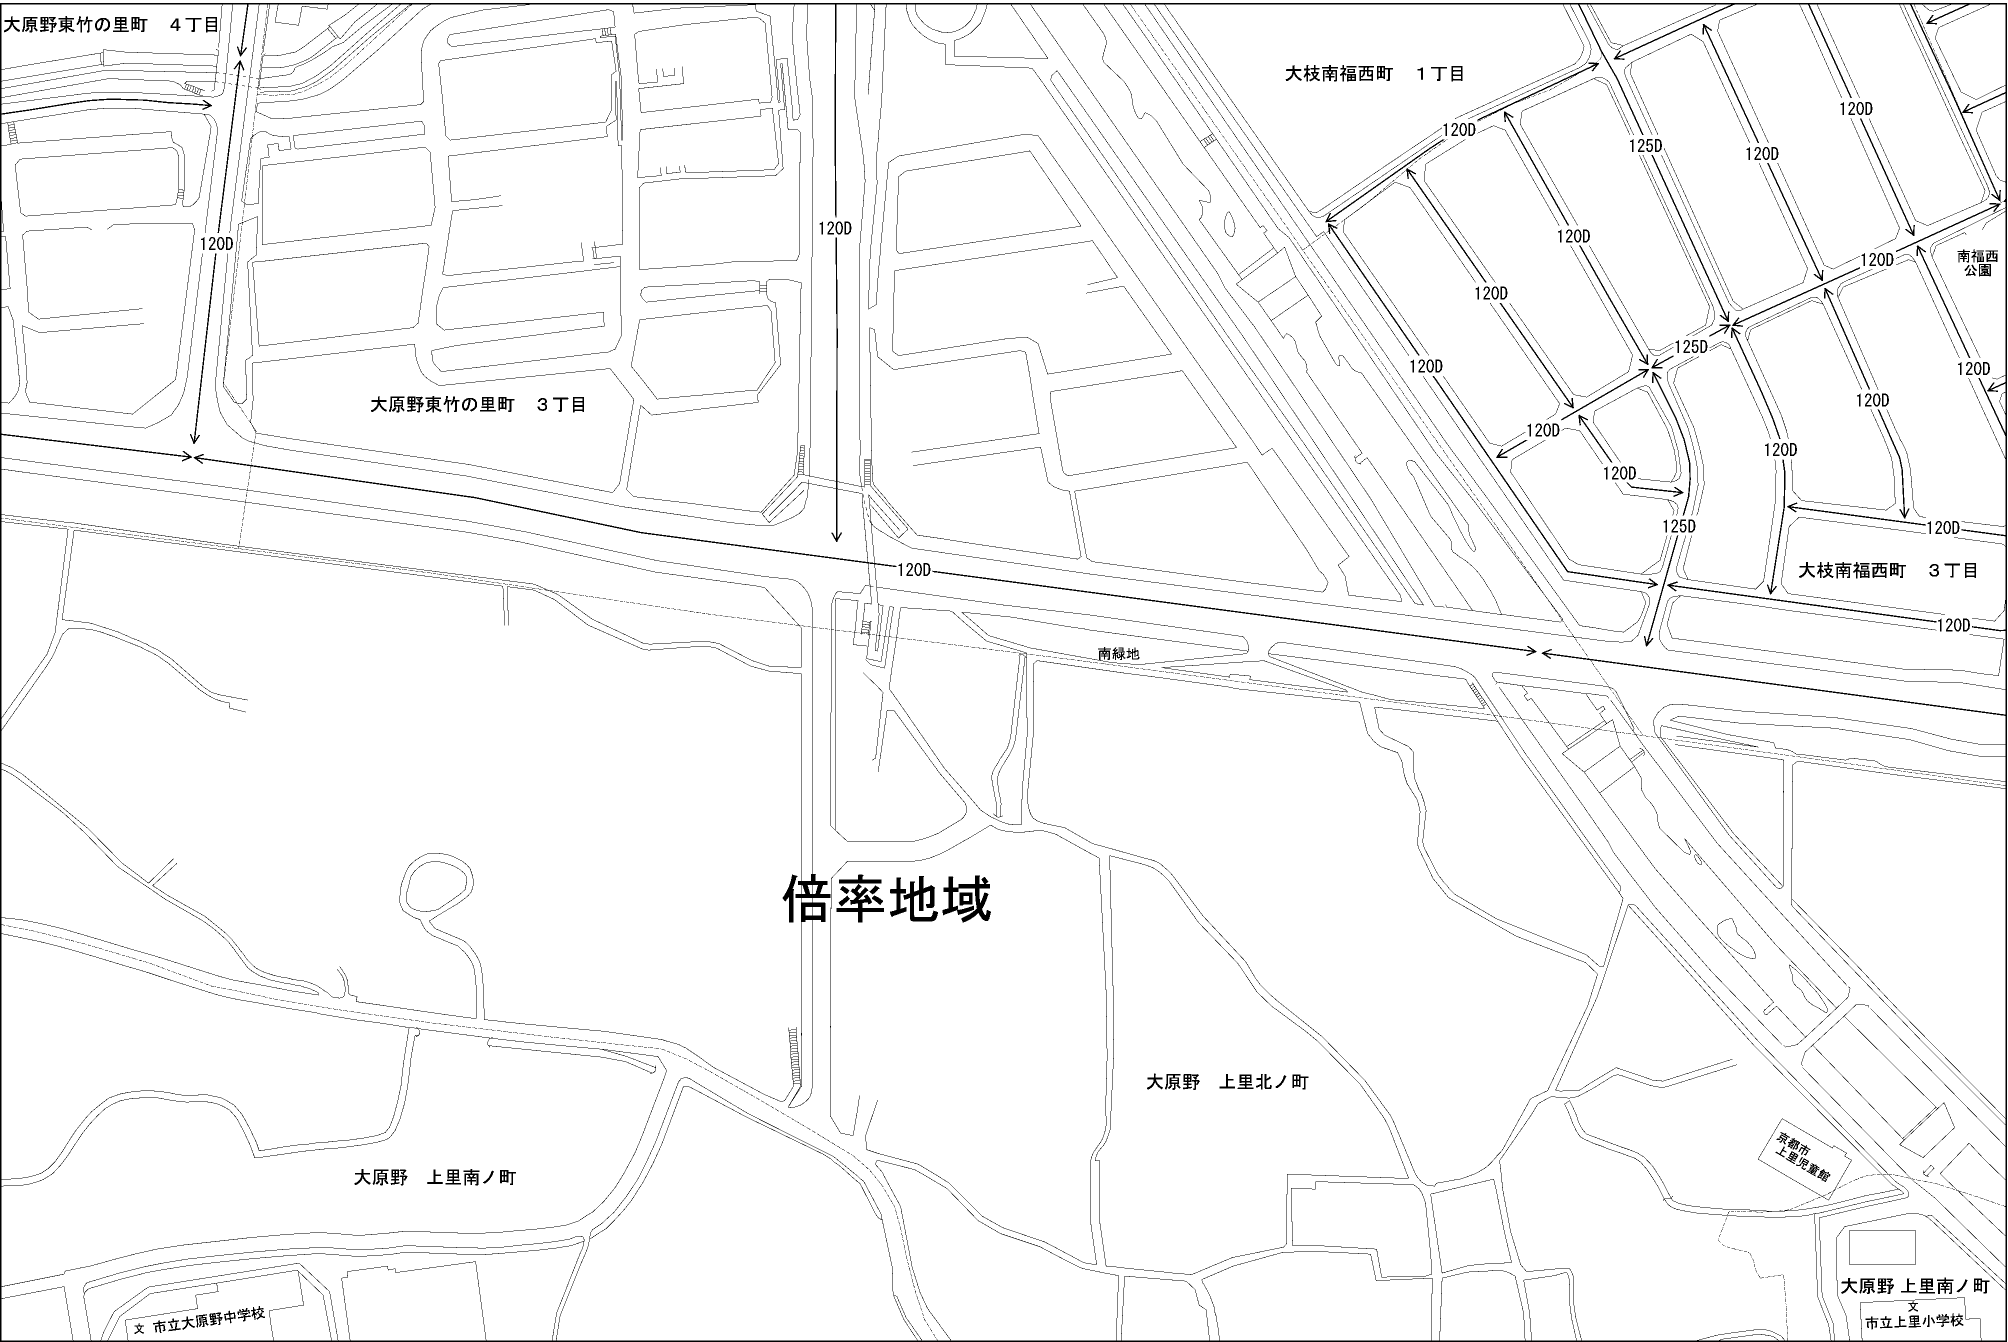 大原野東竹の里町　４丁目
大枝南福西町　１丁目
120D
120D
125D
120D
120D
120D
120D
120D
南福西
公園
120D
120D
125D
120D
120D
120D
大原野東竹の里町　３丁目
120D
120D
120D
125D
120D
120D
大枝南福西町　３丁目
120D
南緑地
倍率地域
大原野　上里北ノ町
京都市
上里児童館
大原野　上里南ノ町
大原野 上里南ノ町
文
市立上里小学校
文 市立大原野中学校